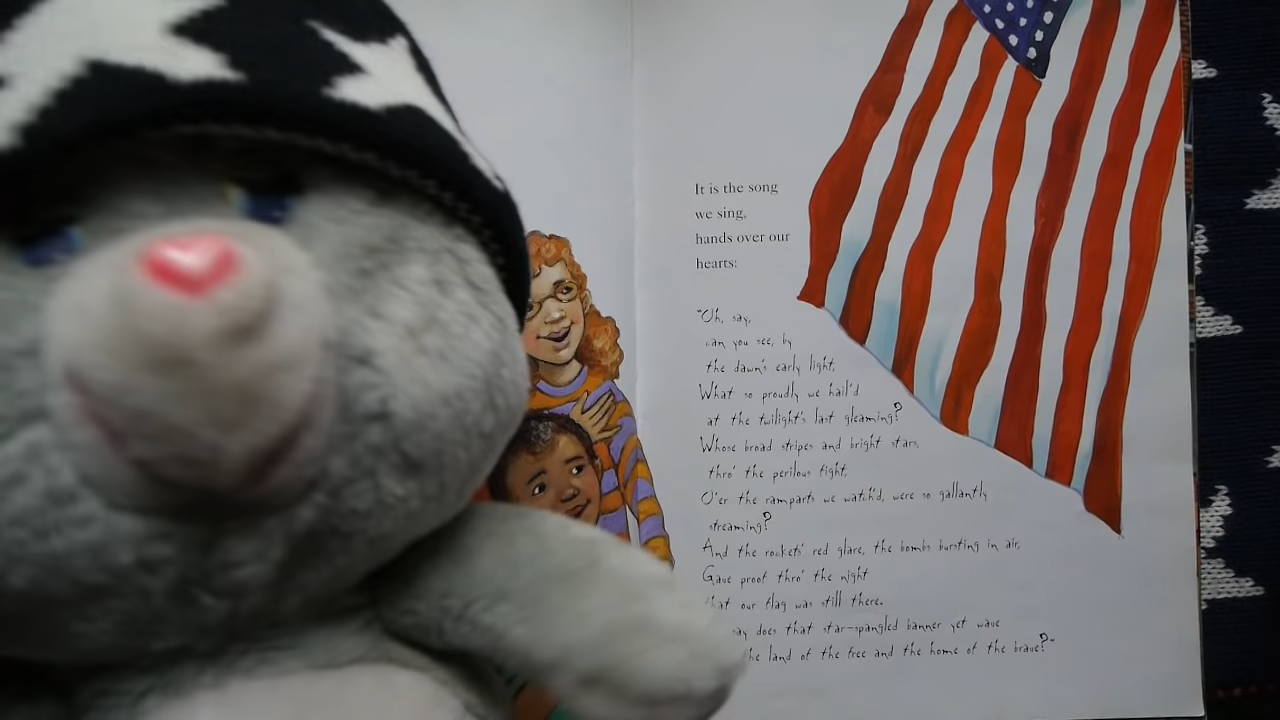 It is the song
we sing,
hands over our
hearts:
"Oh, say,
can you see, by
the dawn's early light,
What so proudly we hail'd
at the twilight's last gleaming?
Whose broad stripes and bright stars,
thro' the perilous fight,
O'er the ramparts we watch'd, were so gallantly
streaming?
And the rockets' red glare, the bombs bursting in air,
Gave proof thro' the night
that our flag was still there.
say does that star-spangled banner yet wave
the land of the free and the home of the brave?"